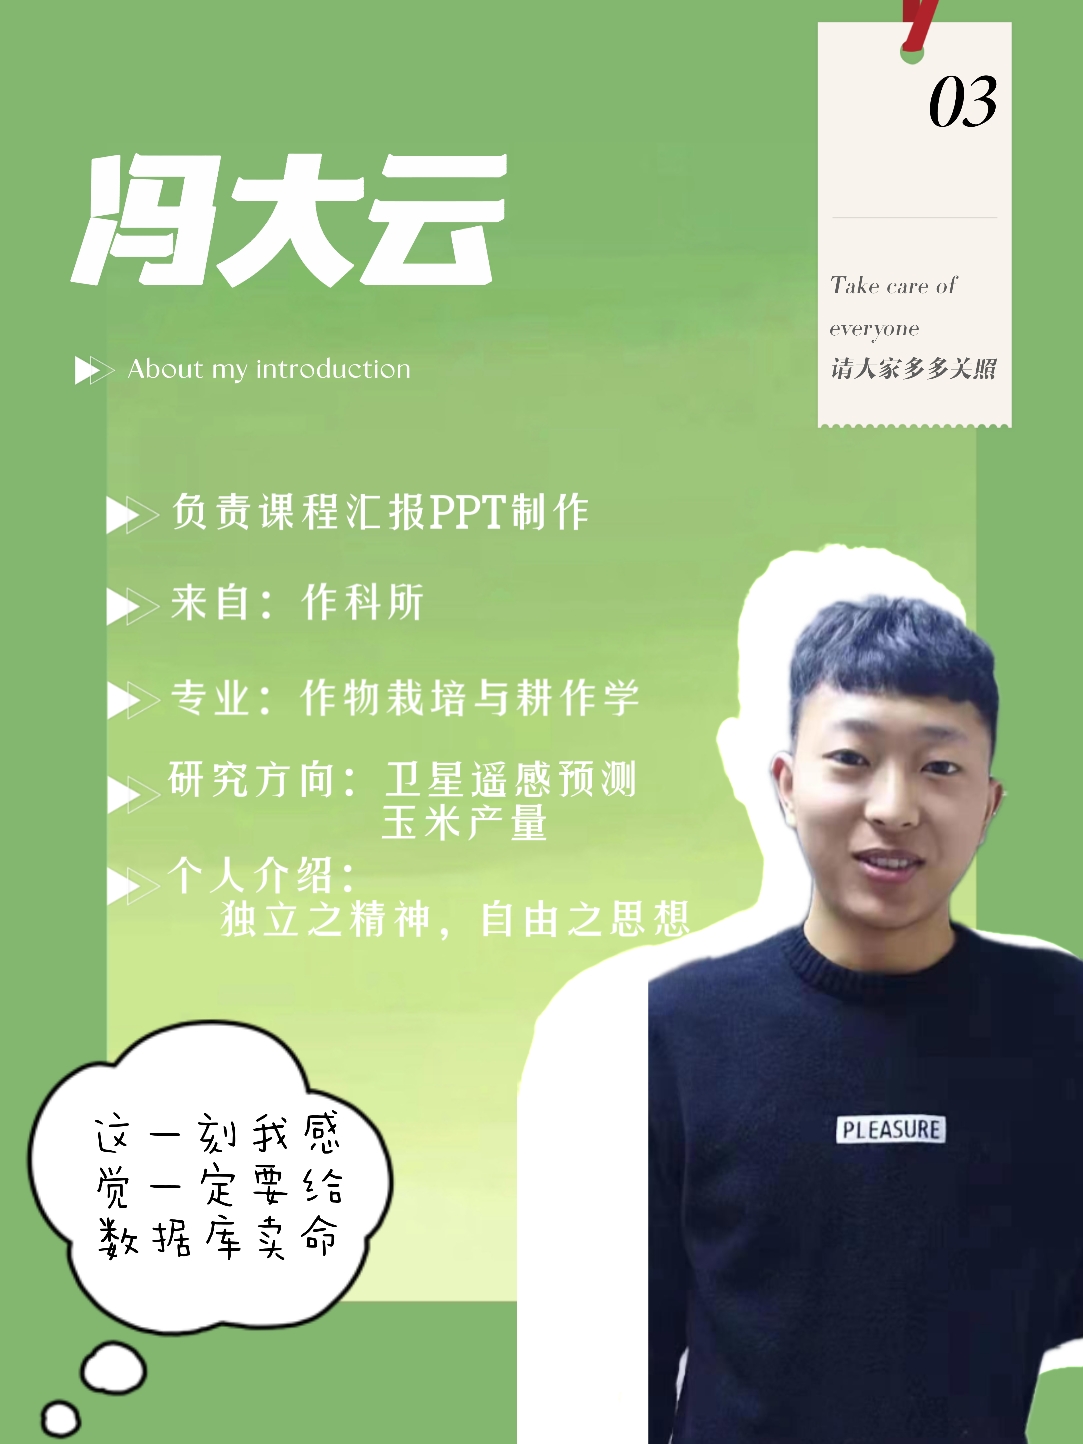 03
冯大云
Take care of
everyone
请人家多多关照
About my introduction
负责课程汇报PPT制作
来自：作科所
专业：作物栽培与耕作学
研究方向：卫星遥感预测
玉米产量
个人介绍：
独立之精神，自由之思想
PLEASURE
这一刻我感
觉一定要给
数据库卖命